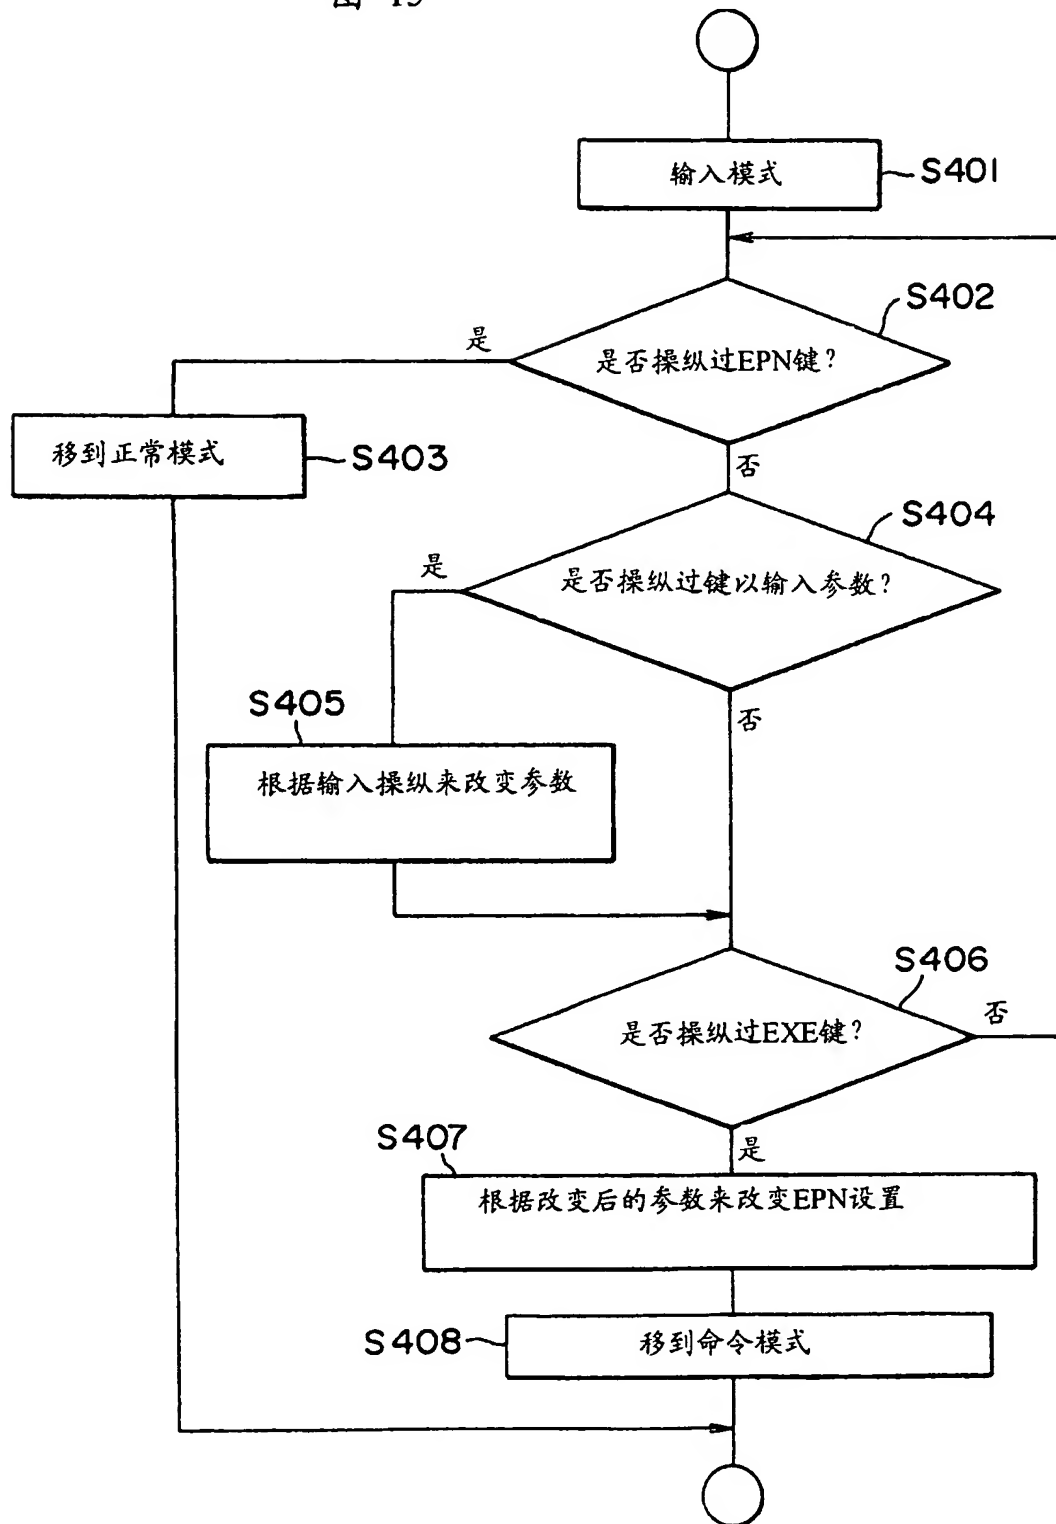 图 15
输入模式
S401
S402
是
是否操纵过EPN键？
移到正常模式
S403
否
S404
是
是否操纵过键以输入参数？
S405
否
根据输入操纵来改变参数
S406
否
是否操纵过EXE键？
S407
是
根据改变后的参数来改变EPN设置
S408
移到命令模式